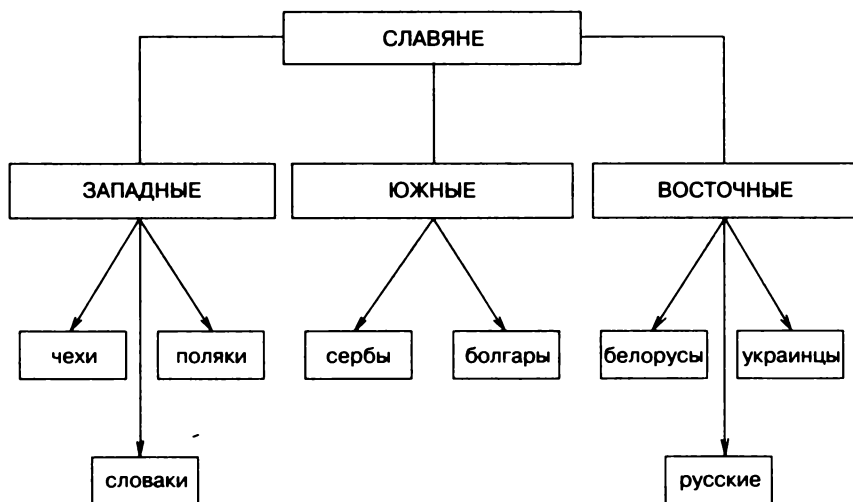 СЛАВЯНЕ
ЗАПАДНЫЕ
ЮЖНЫЕ
ВОСТОЧНЫЕ
чехи
поляки
сербы
болгары
белорусы
украинцы
словаки
русские